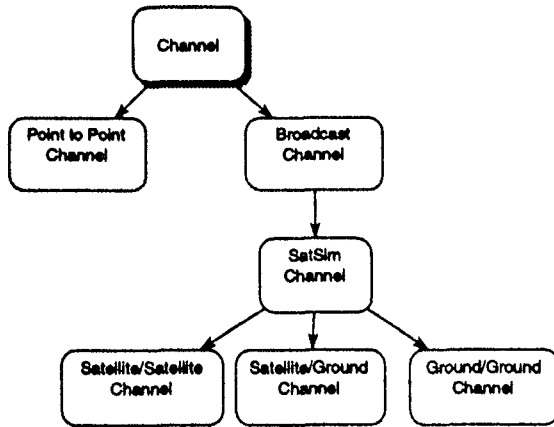 Channel
Point to Point
Channel
Broadcast
Channel
SatSim
Channel
Satellite/Satellite
Channel
Satellite/Ground
Channel
Ground/Ground
Channel